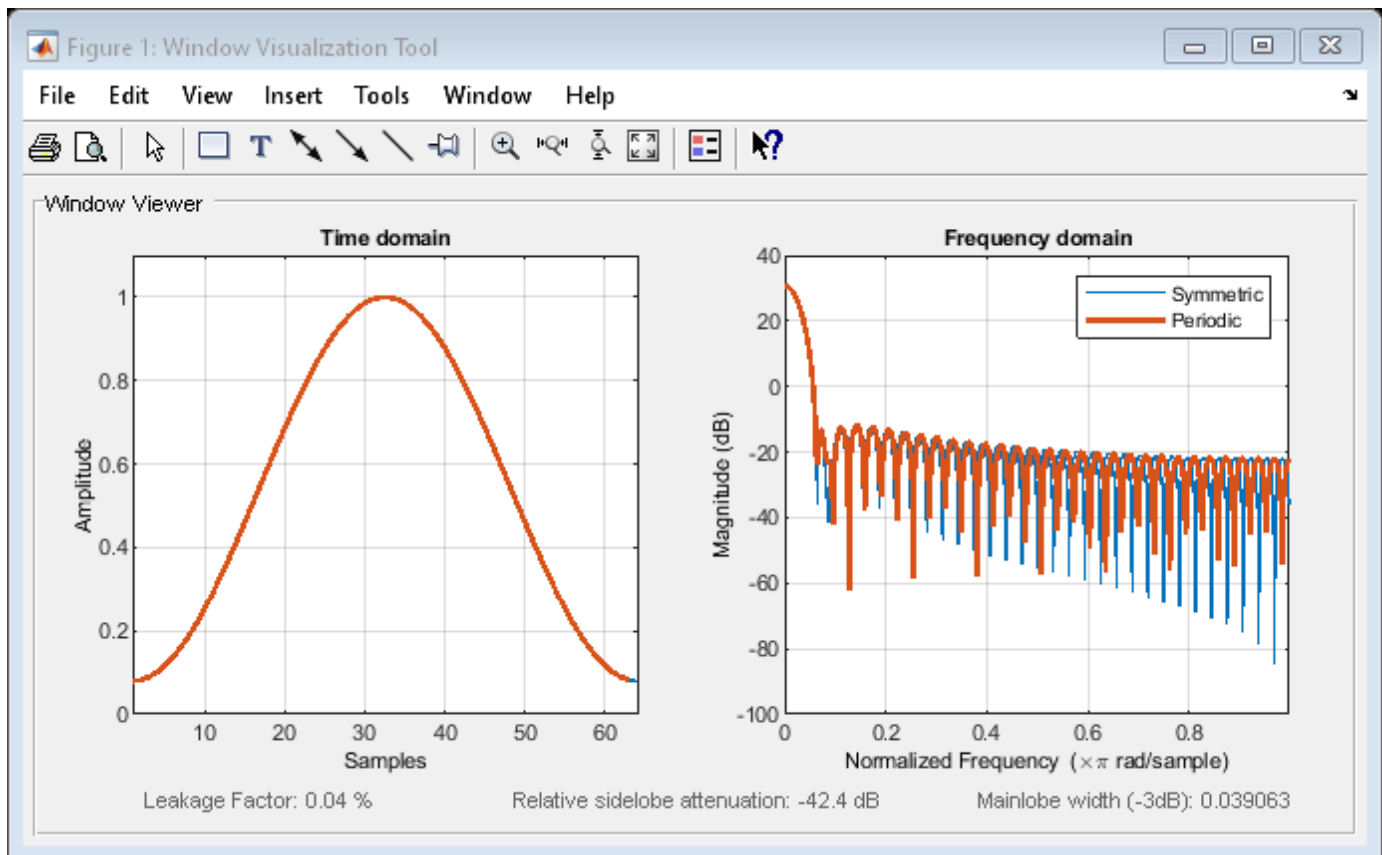 Figure 1: Window Visualization Tool
File Edit View Insert Tools Window Help
T
?
Window Viewer
Time domain
1
0.8
0.6
0.4
0.2
0
Amplitude
10 20 30 40 50 60
Samples
Frequency domain
40
20
0
-20
-40
-60
-80
-100
Magnitude (dB)
Symmetric
Periodic
0 0.2 0.4 0.6 0.8
Normalized Frequency (×π rad/sample)
Leakage Factor: 0.04 % Relative sidelobe attenuation: -42.4 dB Mainlobe width (-3dB): 0.039063